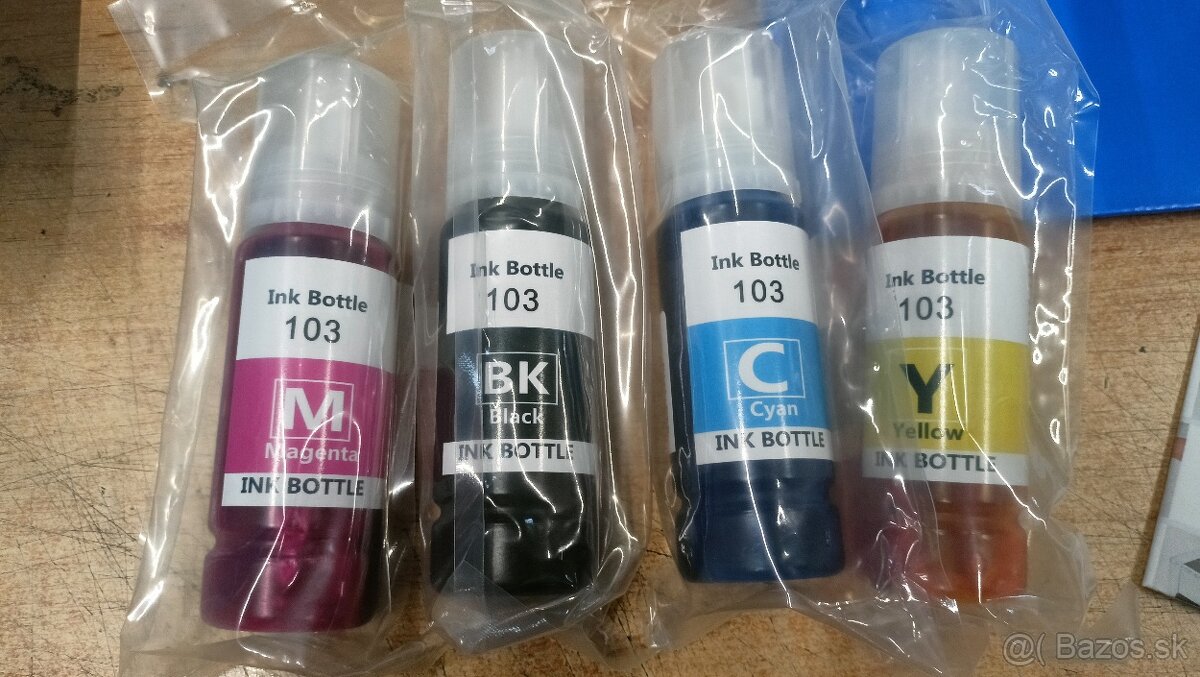 Ink Bottle
103
M
Magenta
INK BOTTLE
Ink Bottle
103
BK
Black
INK BOTTLE
Ink Bottle
103
C
Cyan
INK BOTTLE
Ink Bottle
103
Y
Yellow
INK BOTTLE
@( Bazos.sk